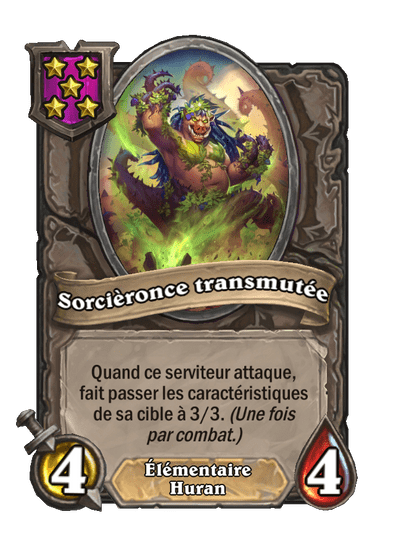 Sorcièronce transmutée
Quand ce serviteur attaque,
fait passer les caractéristiques
de sa cible à 3/3. (Une fois
par combat.)
4
Élémentaire
Huran
4